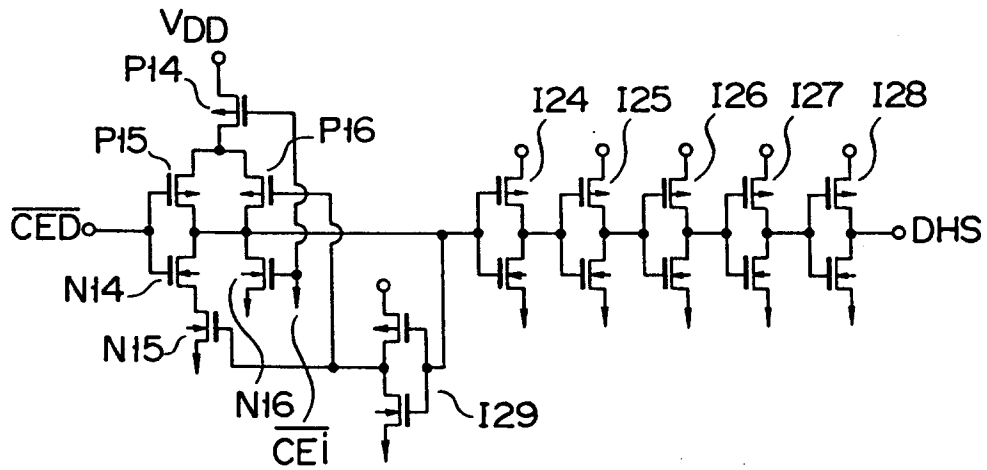 VDD
P14
P16
P15
I24
I25
I26
I27
I28
CED
DHS
N14
N15
N16
CEi
I29